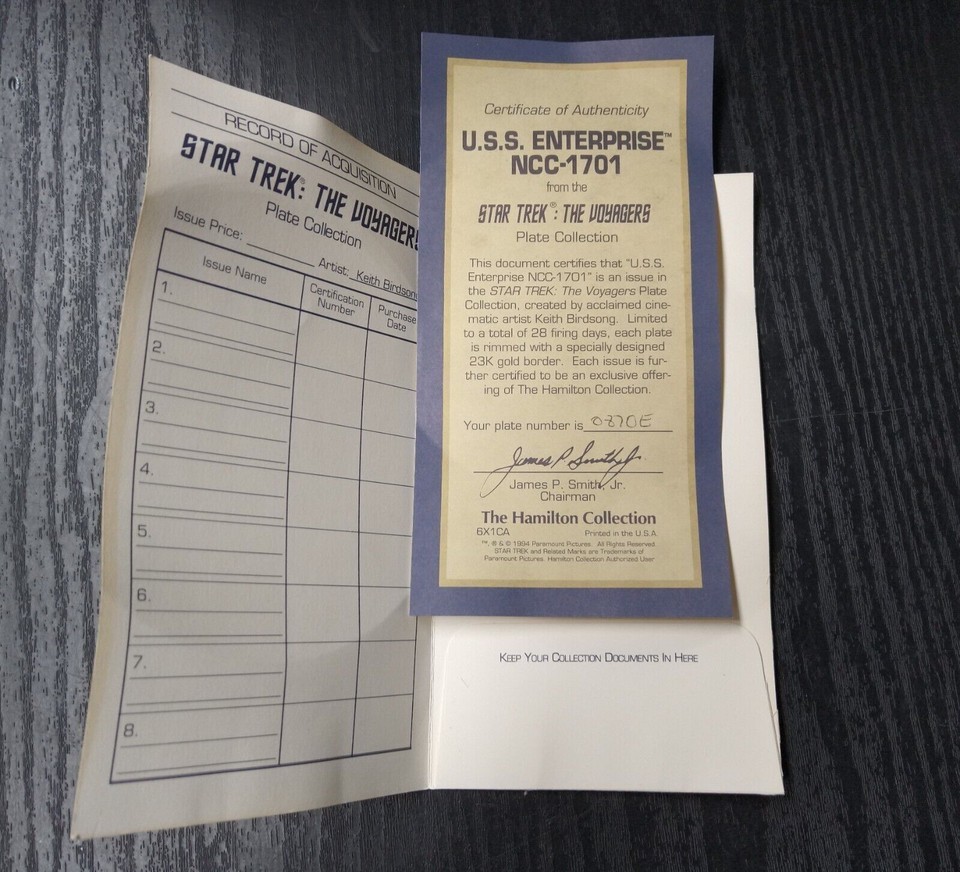 RECORD OF ACQUISITION
STAR TREK®: THE VOYAGERS
Plate Collection
Issue Price:
Artist: Keith Birdsong
Issue Name
Certification
Number
Purchase
Date
1.
2.
3.
4.
5.
6.
7.
8.
Certificate of Authenticity
U.S.S. ENTERPRISE™
NCC-1701
from the
STAR TREK®: THE VOYAGERS
Plate Collection
This document certifies that "U.S.S.
Enterprise NCC-1701" is an issue in
the STAR TREK: The Voyagers Plate
Collection, created by acclaimed cine-
matic artist Keith Birdsong. Limited
to a total of 28 firing days, each plate
is rimmed with a specially designed
23K gold border. Each issue is fur-
ther certified to be an exclusive offer-
ing of The Hamilton Collection.
Your plate number is
James P. Smith, Jr.
James P. Smith, Jr.
Chairman
The Hamilton Collection
6X1CA Printed in the U.S.A.
™, ® & © 1994 Paramount Pictures. All Rights Reserved.
STAR TREK and Related Marks are Trademarks of
Paramount Pictures. Hamilton Collection Authorized User
KEEP YOUR COLLECTION DOCUMENTS IN HERE